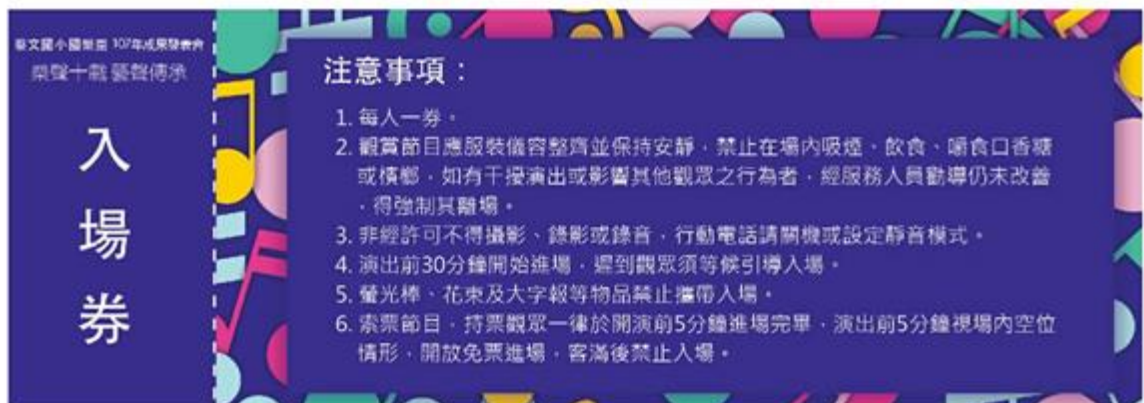 藝文國小國樂團 107年成果發表會
樂聲十載 藝聲傳承
入
場
券
注意事項：
1. 每人一券。
2. 觀賞節目應服裝儀容整齊並保持安靜，禁止在場內吸煙、飲食、嚼食口香糖
或檳榔，如有干擾演出或影響其他觀眾之行為者，經服務人員勸導仍未改善
，得強制其離場。
3. 非經許可不得攝影、錄影或錄音，行動電話請關機或設定靜音模式。
4. 演出前30分鐘開始進場，遲到觀眾須等候引導入場。
5. 螢光棒、花束及大字報等物品禁止攜帶入場。
6. 索票節目，持票觀眾一律於開演前5分鐘進場完畢，演出前5分鐘視場內空位
情形，開放免票進場，客滿後禁止入場。